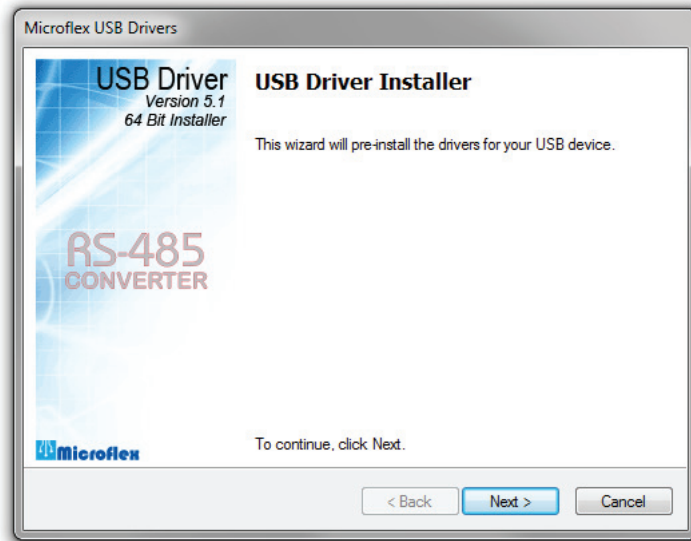 Microflex USB Drivers
USB Driver
Version 5.1
64 Bit Installer
RS-485
CONVERTER
Microflex
USB Driver Installer
This wizard will pre-install the drivers for your USB device.
To continue, click Next.
< Back
Next >
Cancel